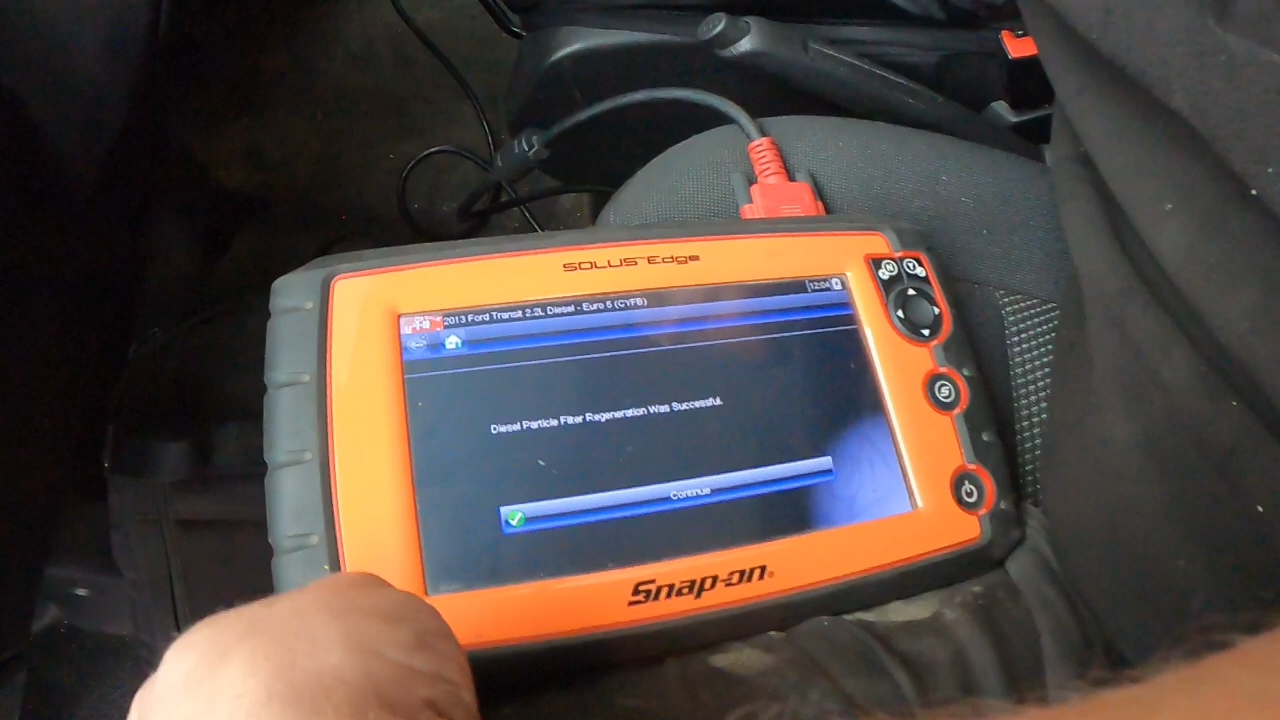 SOLUS Edge
12:04
2013 Ford Transit 2.2L Diesel - Euro 5 (CYFB)
N Y
S
Diesel Particle Filter Regeneration Was Successful.
Continue
Snap-on